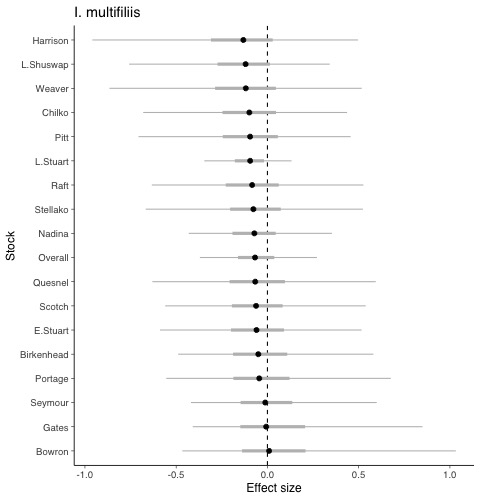 I. multifiliis
Harrison
L.Shuswap
Weaver
Chilko
Pitt
L.Stuart
Raft
Stellako
Nadina
Overall
Quesnel
Scotch
E.Stuart
Birkenhead
Portage
Seymour
Gates
Bowron
Stock
-1.0 -0.5 0.0 0.5 1.0
Effect size